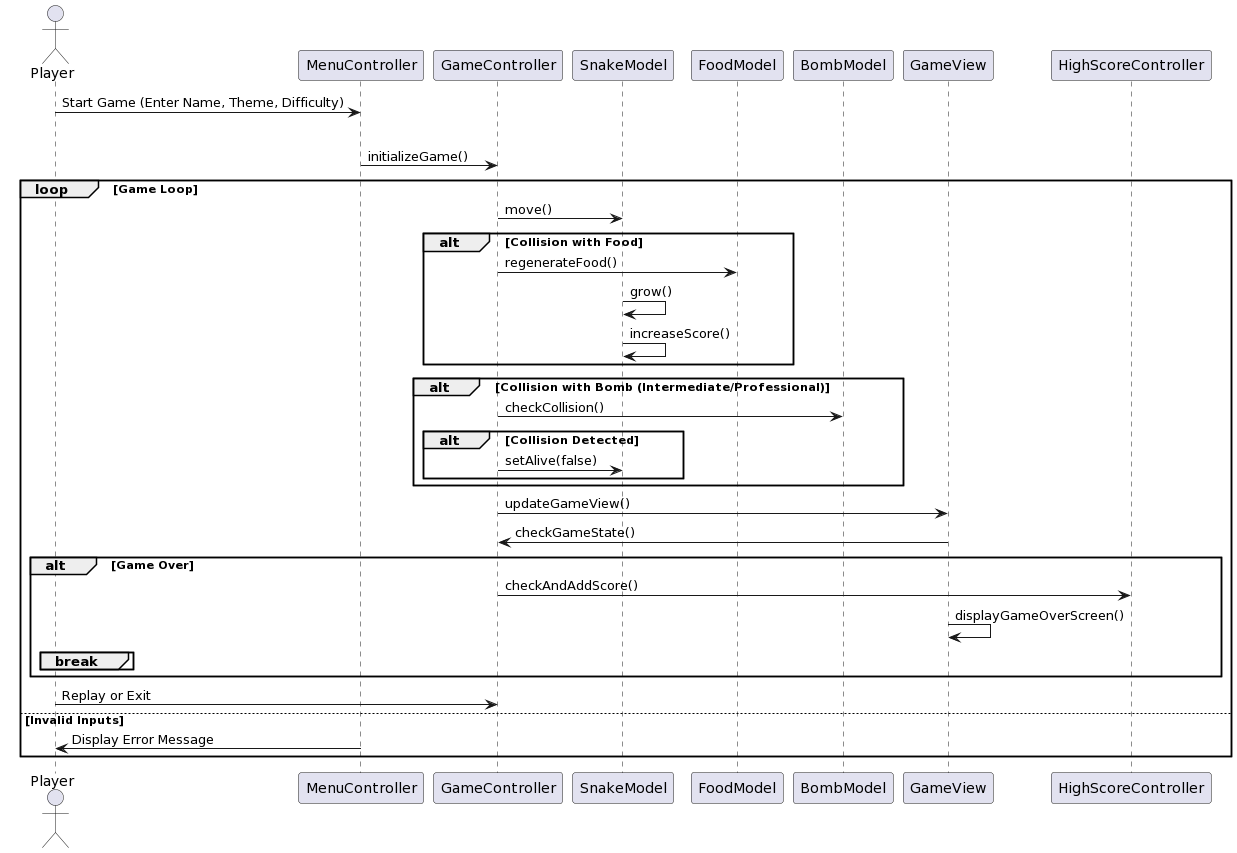 Player
MenuController
GameController
SnakeModel
FoodModel
BombModel
GameView
HighScoreController
Start Game (Enter Name, Theme, Difficulty)
initializeGame()
loop
[Game Loop]
move()
alt
[Collision with Food]
regenerateFood()
grow()
increaseScore()
alt
[Collision with Bomb (Intermediate/Professional)]
checkCollision()
alt
[Collision Detected]
setAlive(false)
updateGameView()
checkGameState()
alt
[Game Over]
checkAndAddScore()
displayGameOverScreen()
break
Replay or Exit
[Invalid Inputs]
Display Error Message
Player
MenuController
GameController
SnakeModel
FoodModel
BombModel
GameView
HighScoreController